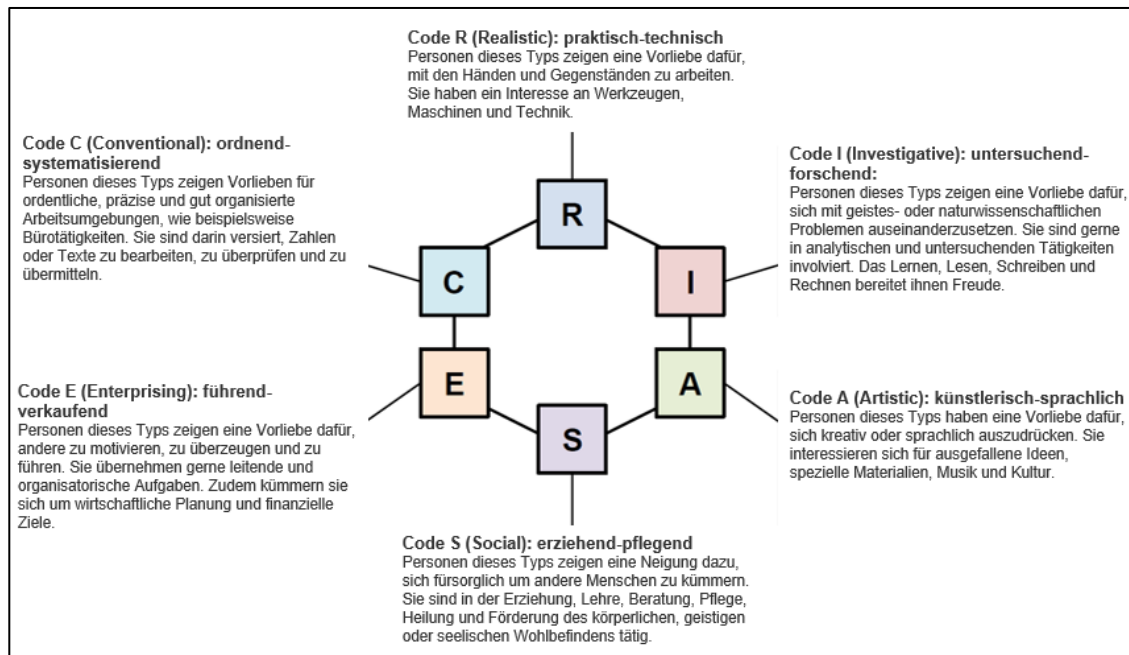 Code R (Realistic): praktisch-technisch
Personen dieses Typs zeigen eine Vorliebe dafür,
mit den Händen und Gegenständen zu arbeiten.
Sie haben ein Interesse an Werkzeugen,
Maschinen und Technik.
Code C (Conventional): ordnend-
systematisierend
Personen dieses Typs zeigen Vorlieben für
ordentliche, präzise und gut organisierte
Arbeitsumgebungen, wie beispielsweise
Bürotätigkeiten. Sie sind darin versiert, Zahlen
oder Texte zu bearbeiten, zu überprüfen und zu
übermitteln.
Code I (Investigative): untersuchend-
forschend:
Personen dieses Typs zeigen eine Vorliebe dafür,
sich mit geistes- oder naturwissenschaftlichen
Problemen auseinanderzusetzen. Sie sind gerne
in analytischen und untersuchenden Tätigkeiten
involviert. Das Lernen, Lesen, Schreiben und
Rechnen bereitet ihnen Freude.
R
C
I
E
A
S
Code E (Enterprising): führend-
verkaufend
Personen dieses Typs zeigen eine Vorliebe dafür,
andere zu motivieren, zu überzeugen und zu
führen. Sie übernehmen gerne leitende und
organisatorische Aufgaben. Zudem kümmern sie
sich um wirtschaftliche Planung und finanzielle
Ziele.
Code A (Artistic): künstlerisch-sprachlich
Personen dieses Typs haben eine Vorliebe dafür,
sich kreativ oder sprachlich auszudrücken. Sie
interessieren sich für ausgefallene Ideen,
spezielle Materialien, Musik und Kultur.
Code S (Social): erziehend-pflegend
Personen dieses Typs zeigen eine Neigung dazu,
sich fürsorglich um andere Menschen zu kümmern.
Sie sind in der Erziehung, Lehre, Beratung, Pflege,
Heilung und Förderung des körperlichen, geistigen
oder seelischen Wohlbefindens tätig.